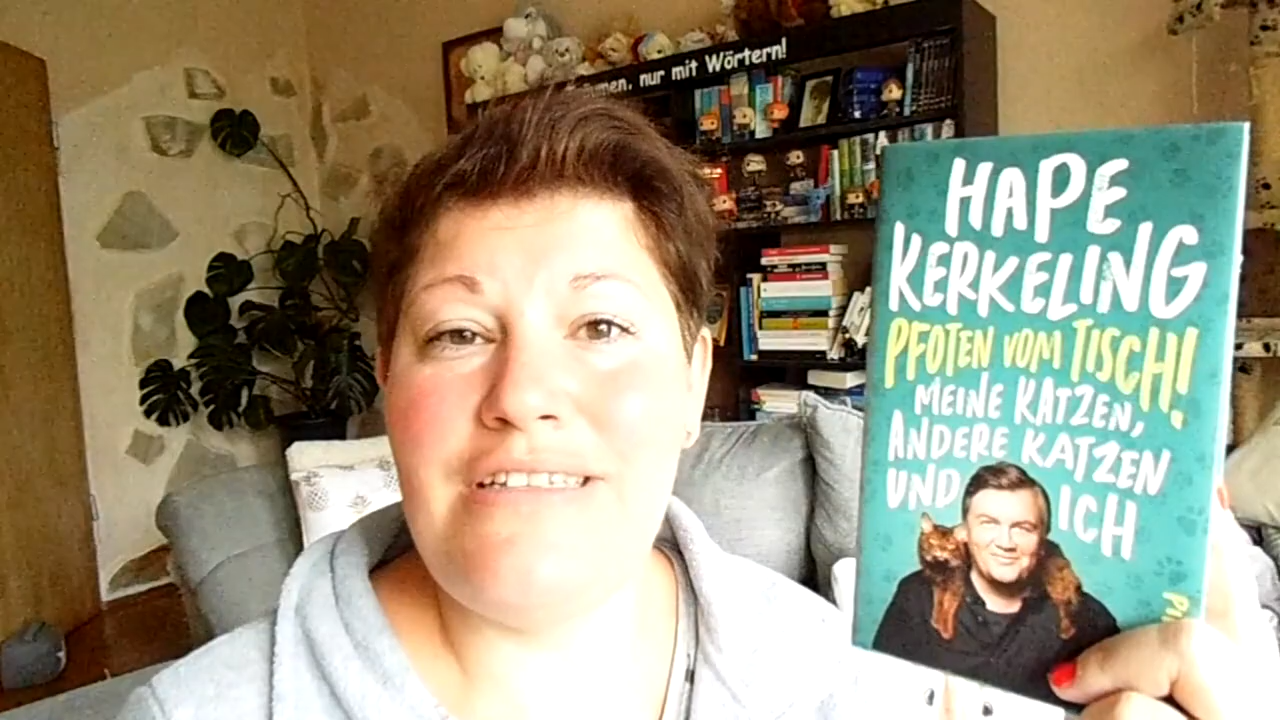 nur mit Wörtern!
HAPE
KERKELING
PFOTEN VOM TISCH!
MEINE KATZEN,
ANDERE KATZEN
UND ICH